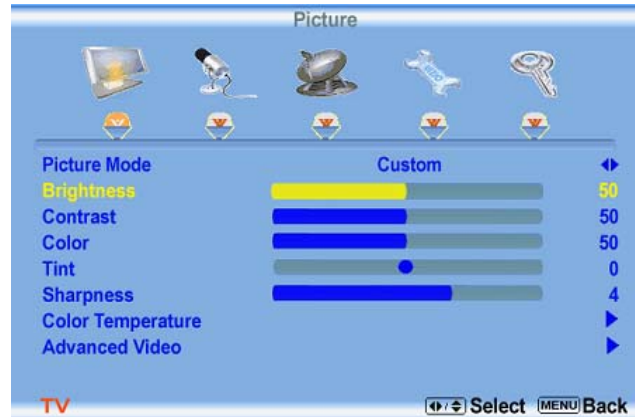 Picture
Picture Mode Custom
Brightness 50
Contrast 50
Color 50
Tint 0
Sharpness 4
Color Temperature
Advanced Video
TV Select MENU Back